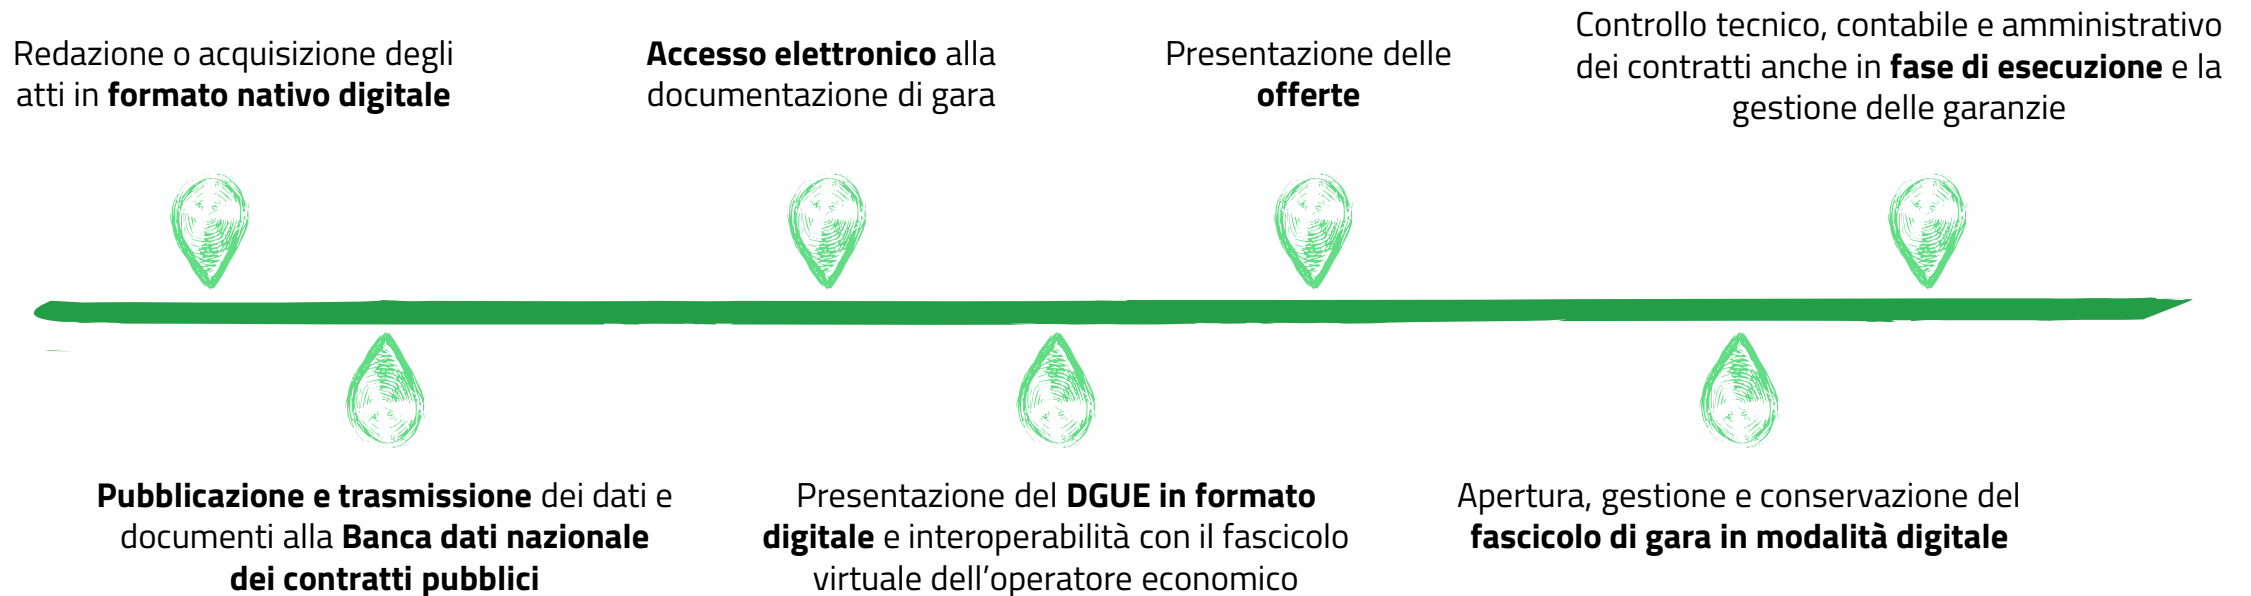 Redazione o acquisizione degli
atti in formato nativo digitale
Pubblicazione e trasmissione dei dati e
documenti alla Banca dati nazionale
dei contratti pubblici
Accesso elettronico alla
documentazione di gara
Presentazione del DGUE in formato
digitale e interoperabilità con il fascicolo
virtuale dell’operatore economico
Presentazione delle
offerte
Apertura, gestione e conservazione del
fascicolo di gara in modalità digitale
Controllo tecnico, contabile e amministrativo
dei contratti anche in fase di esecuzione e la
gestione delle garanzie